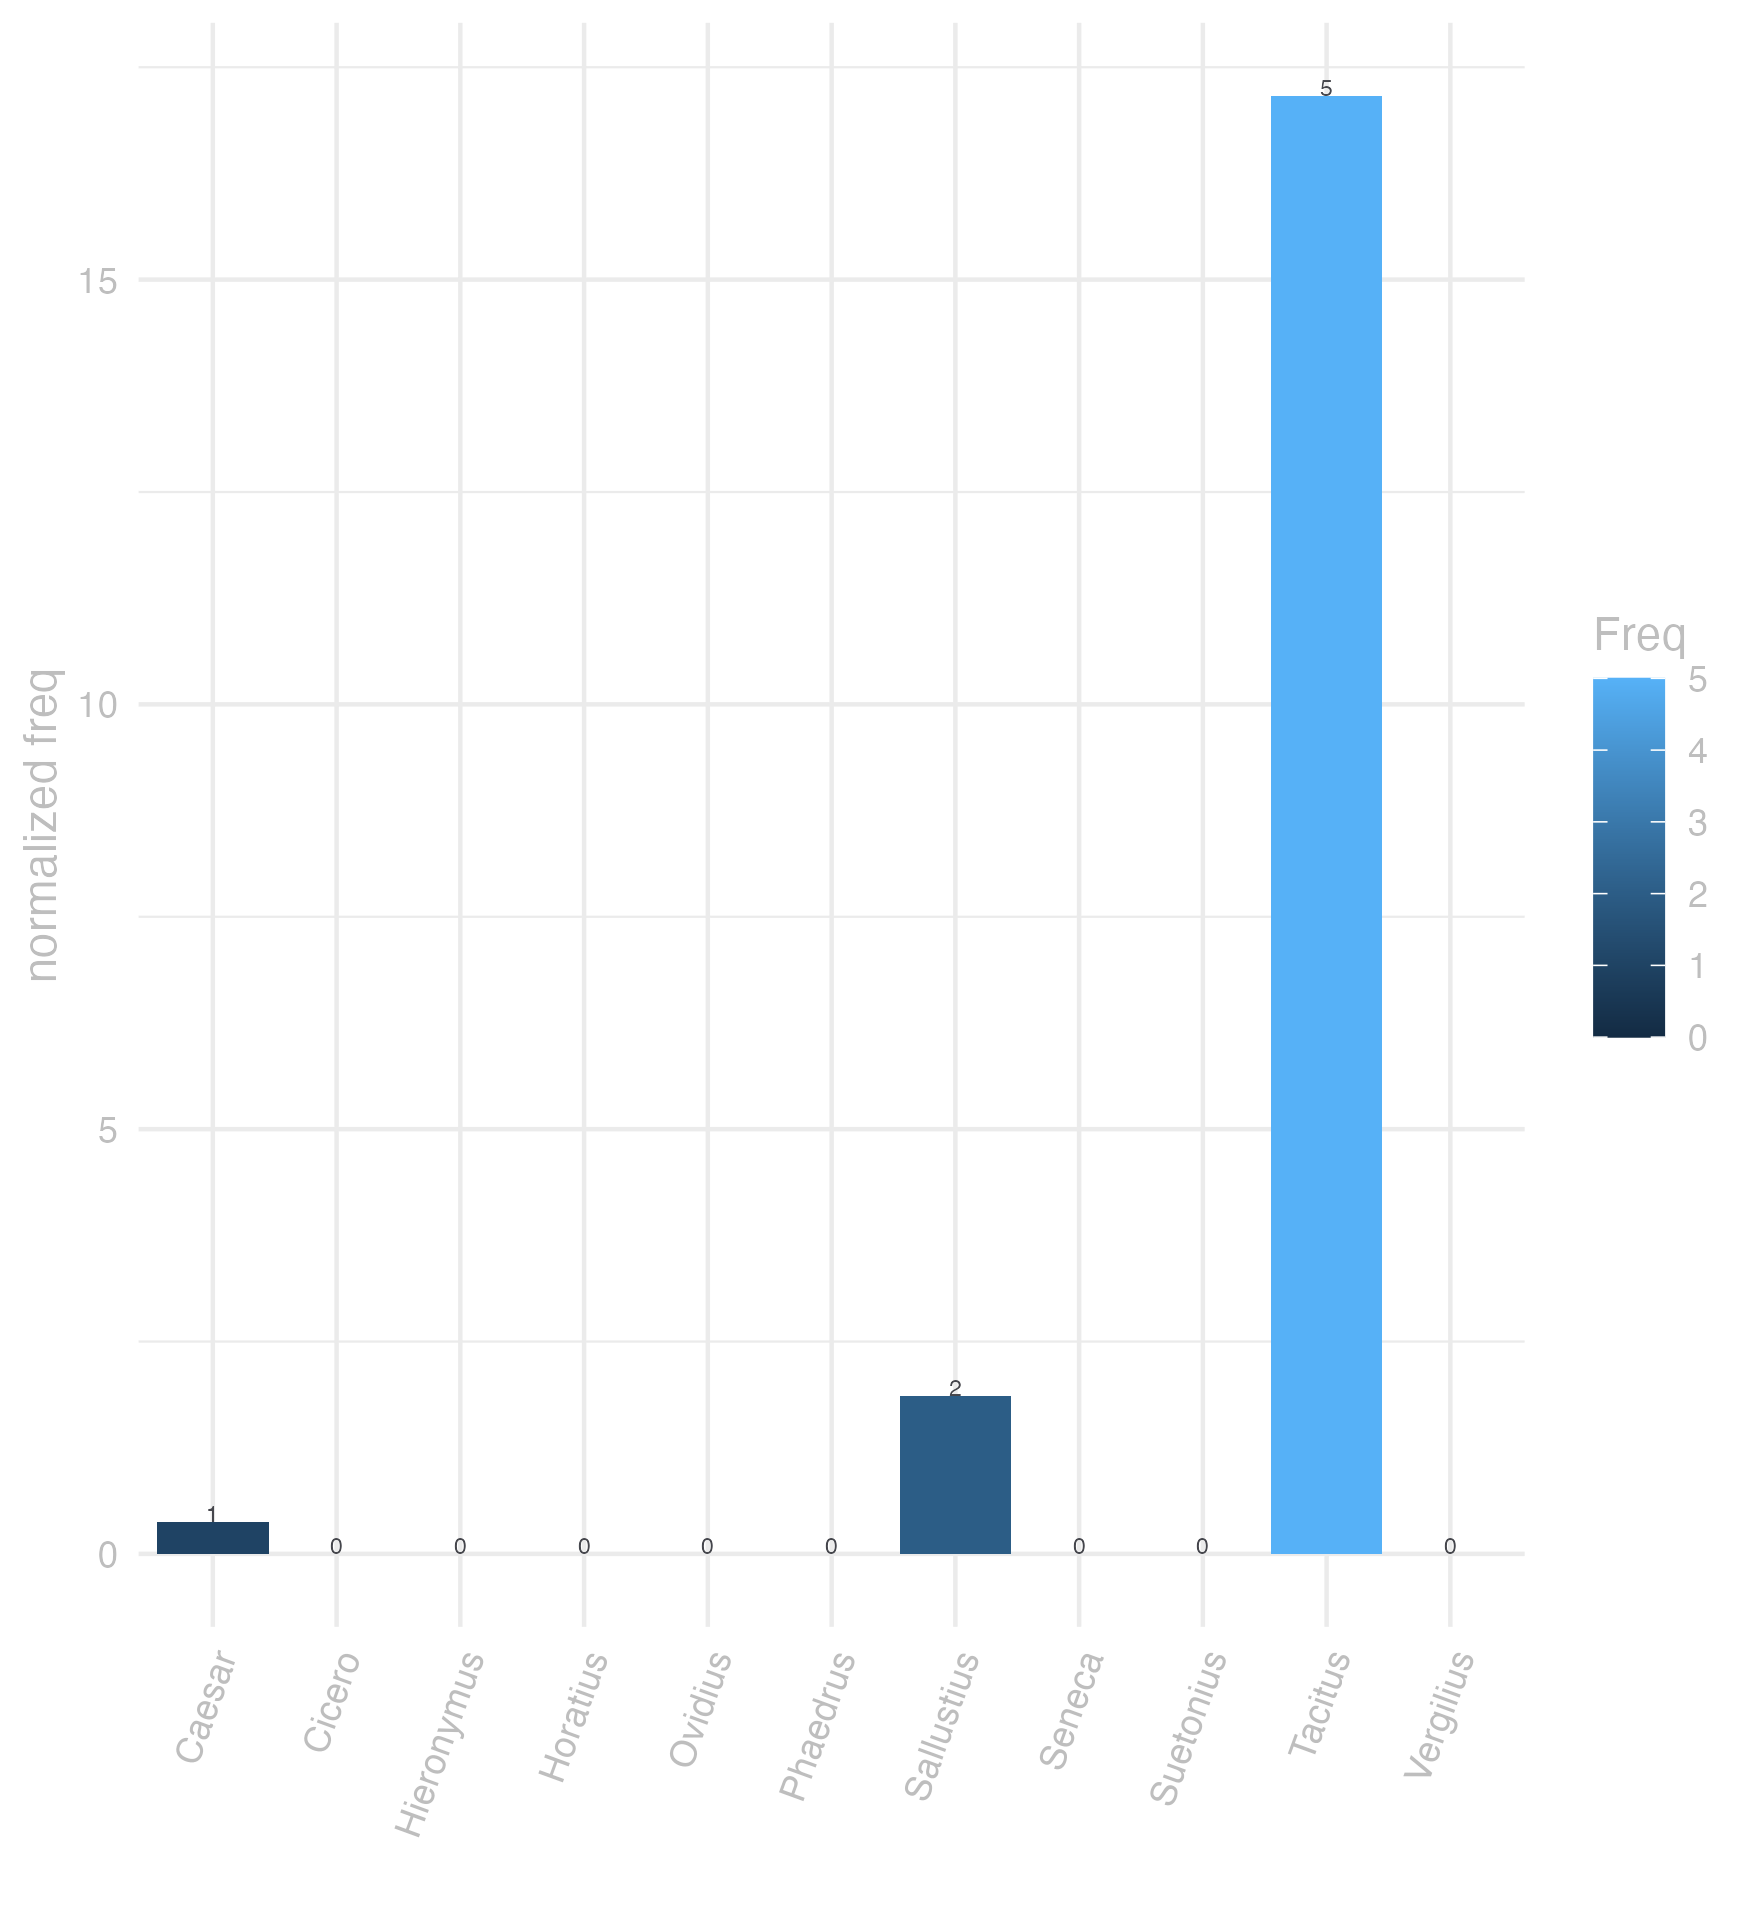 normalized freq
15
10
5
0
1
0
0
0
0
0
2
0
0
5
0
Caesar
Cicero
Hieronymus
Horatius
Ovidius
Phaedrus
Sallustius
Seneca
Suetonius
Tacitus
Vergilius
Freq
5
4
3
2
1
0